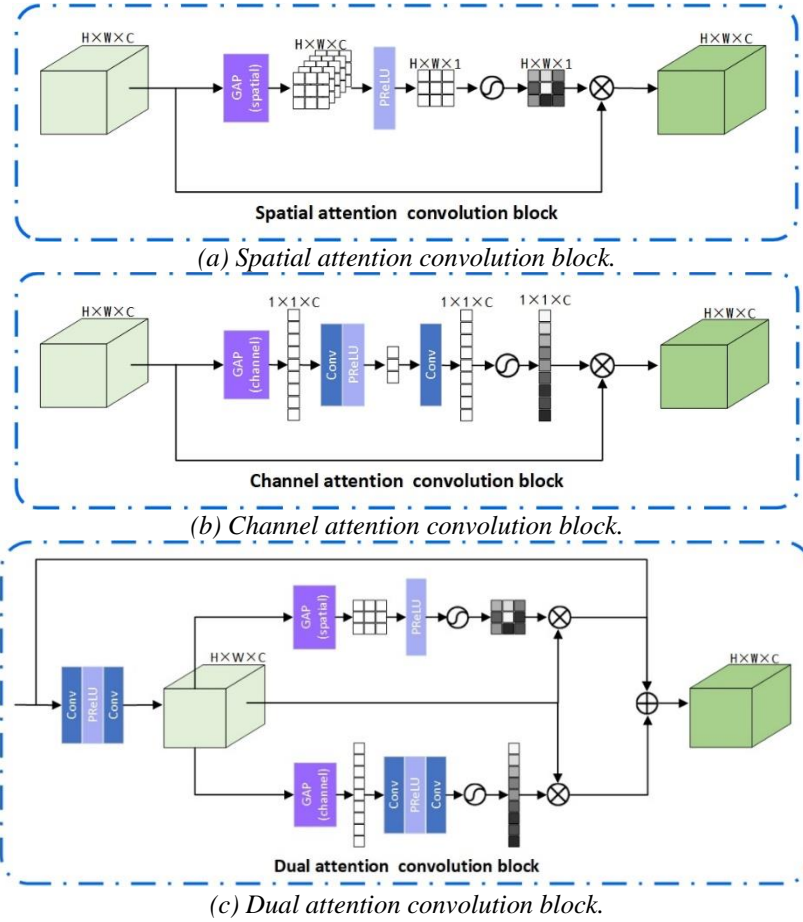 H×W×C
GAP
(spatial)
H×W×C
PReLU
H×W×1
H×W×1
H×W×C
Spatial attention convolution block
(a) Spatial attention convolution block.
H×W×C
GAP
(channel)
1×1×C
Conv
PReLU
Conv
1×1×C
1×1×C
H×W×C
Channel attention convolution block
(b) Channel attention convolution block.
Conv
PReLU
Conv
H×W×C
GAP
(spatial)
PReLU
GAP
(channel)
Conv
PReLU
Conv
H×W×C
Dual attention convolution block
(c) Dual attention convolution block.